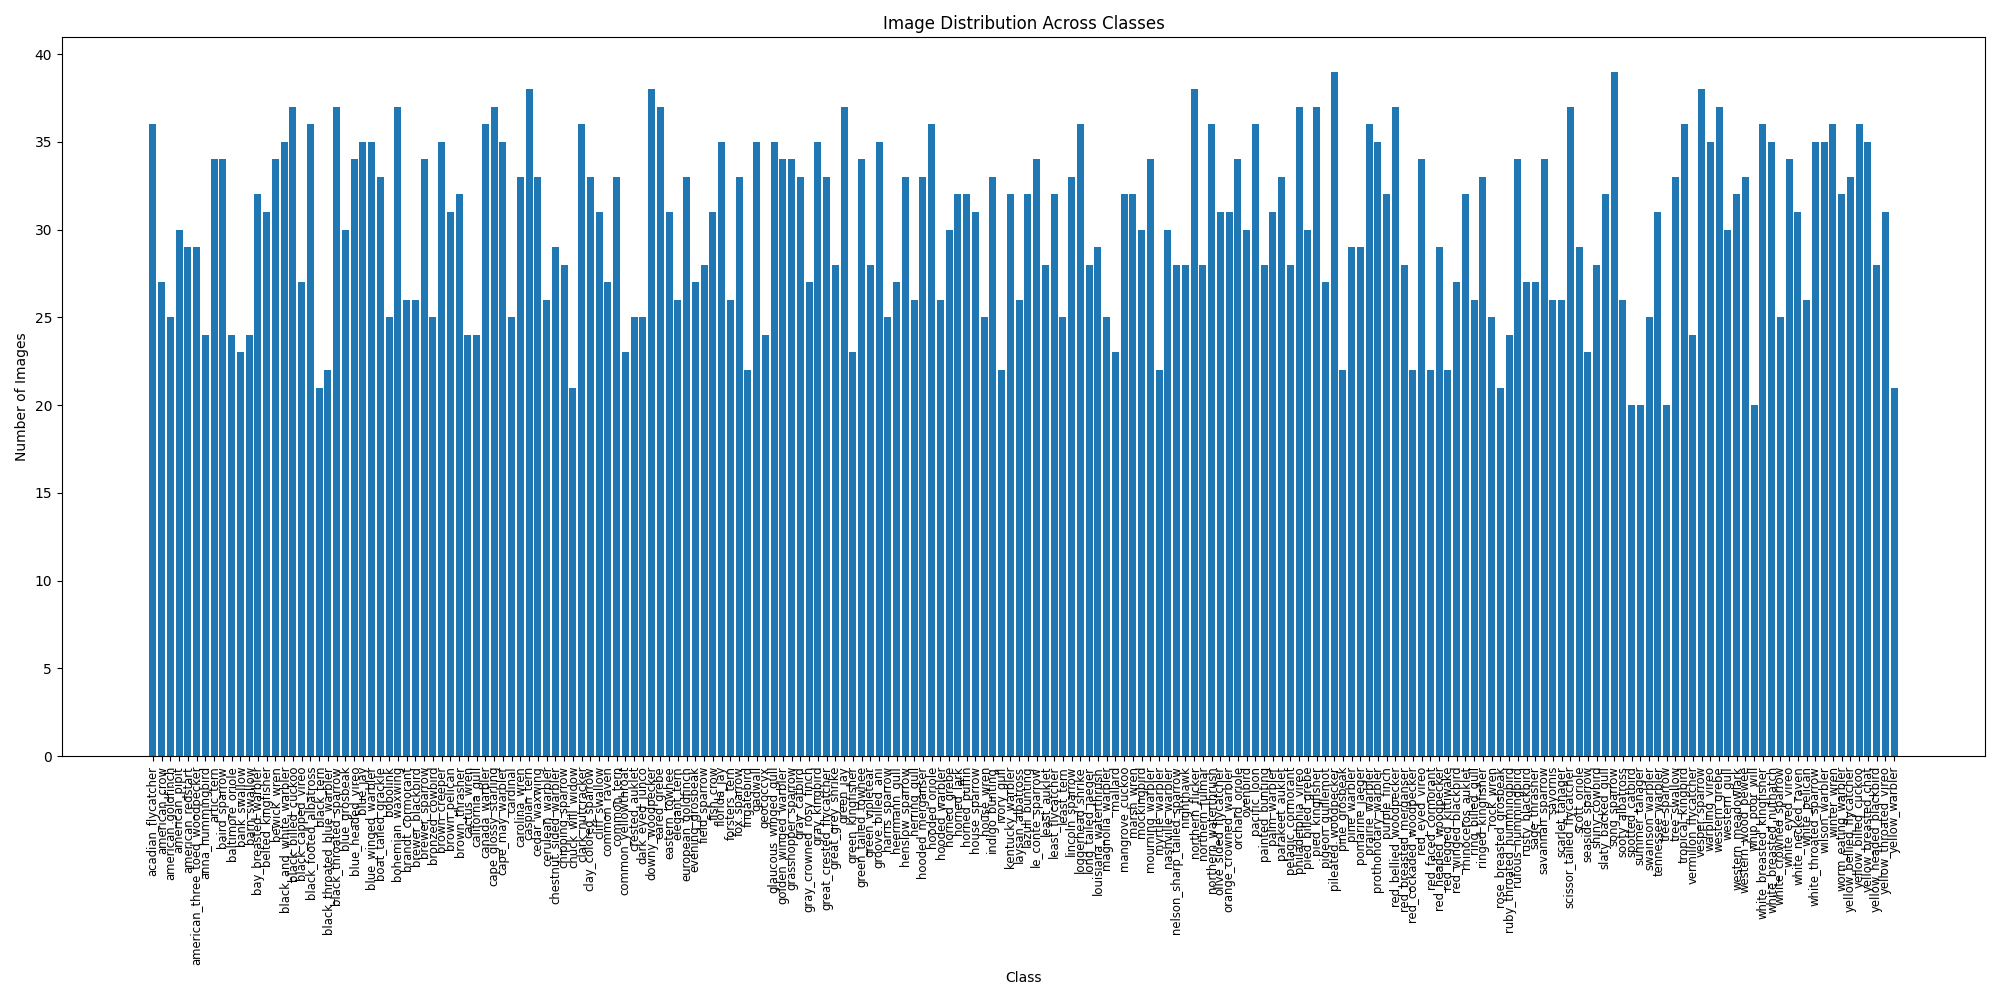 Image Distribution Across Classes
Number of Images
40
35
30
25
20
15
10
5
0
acadian_flycatcher
american_crow
american_goldfinch
american_pipit
american_redstart
american_three_toed_woodpecker
anna_hummingbird
artic_tern
baird_sparrow
baltimore_oriole
bank_swallow
barn_swallow
bay_breasted_warbler
belted_kingfisher
bewick_wren
black_and_white_warbler
black_billed_cuckoo
black_capped_vireo
black_footed_albatross
black_tern
black_throated_blue_warbler
black_throated_sparrow
blue_grosbeak
blue_headed_vireo
blue_jay
blue_winged_warbler
boat_tailed_grackle
bobolink
bohemian_waxwing
brandt_cormorant
brewer_blackbird
brewer_sparrow
bronzed_cowbird
brown_creeper
brown_pelican
brown_thrasher
cactus_wren
california_gull
canada_warbler
cape_glossy_starling
cape_may_warbler
cardinal
carolina_wren
caspian_tern
cedar_waxwing
cerulean_warbler
chestnut_sided_warbler
chipping_sparrow
chuck_will_widow
clark_nutcracker
clay_colored_sparrow
cliff_swallow
common_raven
common_tern
common_yellowthroat
crested_auklet
dark_eyed_junco
downy_woodpecker
eared_grebe
eastern_towhee
elegant_tern
european_goldfinch
evening_grosbeak
field_sparrow
fish_crow
florida_jay
forsters_tern
fox_sparrow
frigatebird
gadwall
geococcyx
glaucous_winged_gull
golden_winged_warbler
grasshopper_sparrow
gray_catbird
gray_crowned_rosy_finch
gray_kingbird
great_crested_flycatcher
great_grey_shrike
green_jay
green_kingfisher
green_tailed_towhee
green_violetear
groove_billed_ani
harris_sparrow
heermann_gull
henslow_sparrow
herring_gull
hooded_merganser
hooded_oriole
hooded_warbler
horned_grebe
horned_lark
horned_puffin
house_sparrow
house_wren
indigo_bunting
ivory_gull
kentucky_warbler
laysan_albatross
lazuli_bunting
le_conte_sparrow
least_auklet
least_flycatcher
least_tern
lincoln_sparrow
loggerhead_shrike
long_tailed_jaeger
louisiana_waterthrush
magnolia_warbler
mallard
mangrove_cuckoo
marsh_wren
mockingbird
mourning_warbler
myrtle_warbler
nashville_warbler
nelson_sharp_tailed_sparrow
nighthawk
northern_flicker
northern_fulmar
northern_waterthrush
olive_sided_flycatcher
orange_crowned_warbler
orchard_oriole
ovenbird
pacific_loon
painted_bunting
palm_warbler
parakeet_auklet
pelagic_cormorant
philadelphia_vireo
pied_billed_grebe
pied_kingfisher
pigeon_guillemot
pileated_woodpecker
pine_grosbeak
pine_warbler
pomarine_jaeger
prairie_warbler
prothonotary_warbler
purple_finch
red_bellied_woodpecker
red_breasted_merganser
red_cockaded_woodpecker
red_eyed_vireo
red_faced_cormorant
red_headed_woodpecker
red_legged_kittiwake
red_winged_blackbird
rhinoceros_auklet
ring_billed_gull
ringed_kingfisher
rock_wren
rose_breasted_grosbeak
ruby_throated_hummingbird
rufous_hummingbird
rusty_blackbird
sage_thrasher
savannah_sparrow
sayornis
scarlet_tanager
scissor_tailed_flycatcher
scott_oriole
seaside_sparrow
shiny_cowbird
slaty_backed_gull
song_sparrow
sooty_albatross
spotted_catbird
summer_tanager
swainson_warbler
tennessee_warbler
tree_sparrow
tree_swallow
tropical_kingbird
vermilion_flycatcher
vesper_sparrow
warbling_vireo
western_grebe
western_gull
western_meadowlark
western_wood_pewee
whip_poor_will
white_breasted_kingfisher
white_breasted_nuthatch
white_crowned_sparrow
white_eyed_vireo
white_necked_raven
white_pelican
white_throated_sparrow
wilson_warbler
winter_wren
worm_eating_warbler
yellow_bellied_flycatcher
yellow_billed_cuckoo
yellow_breasted_chat
yellow_headed_blackbird
yellow_throated_vireo
yellow_warbler
Class